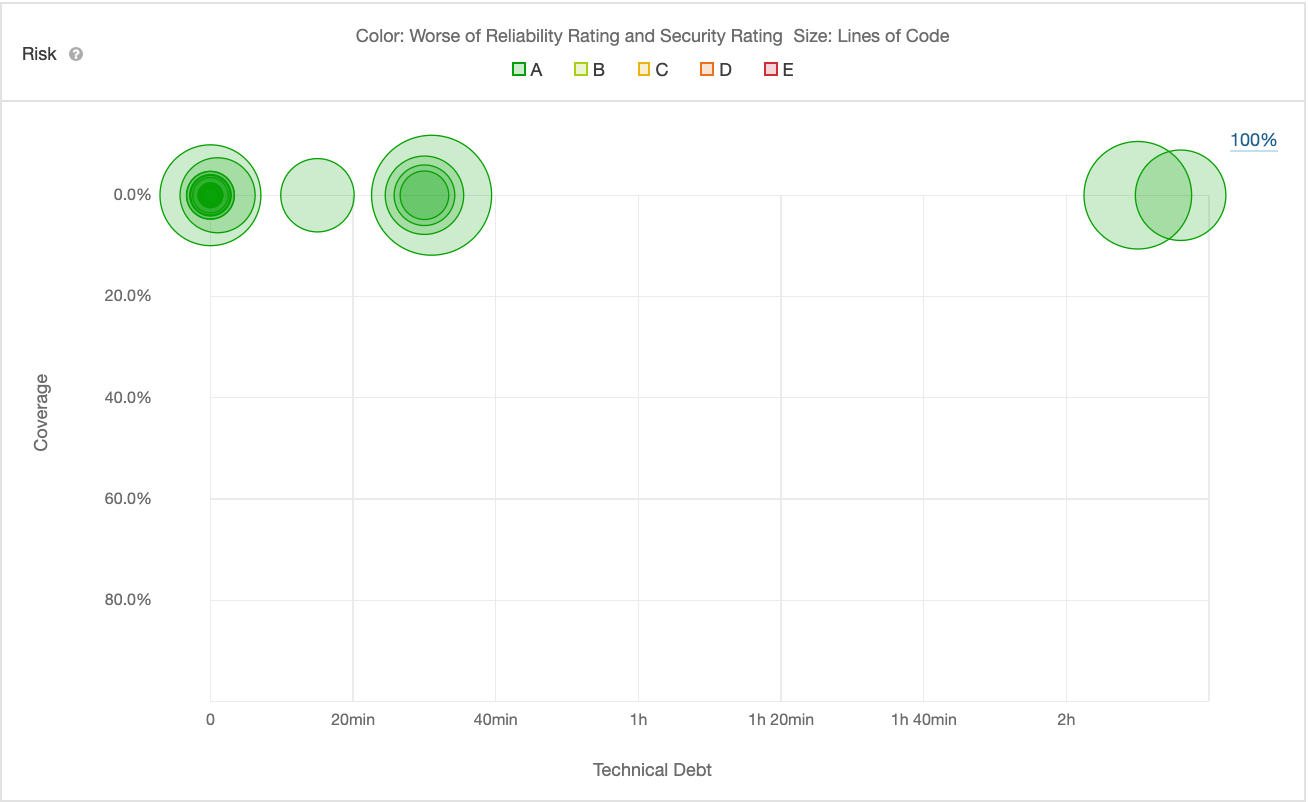 Color: Worse of Reliability Rating and Security Rating Size: Lines of Code
Risk ?
A B C D E
100%
0.0%
20.0%
40.0%
60.0%
80.0%
Coverage
0 20min 40min 1h 1h 20min 1h 40min 2h
Technical Debt